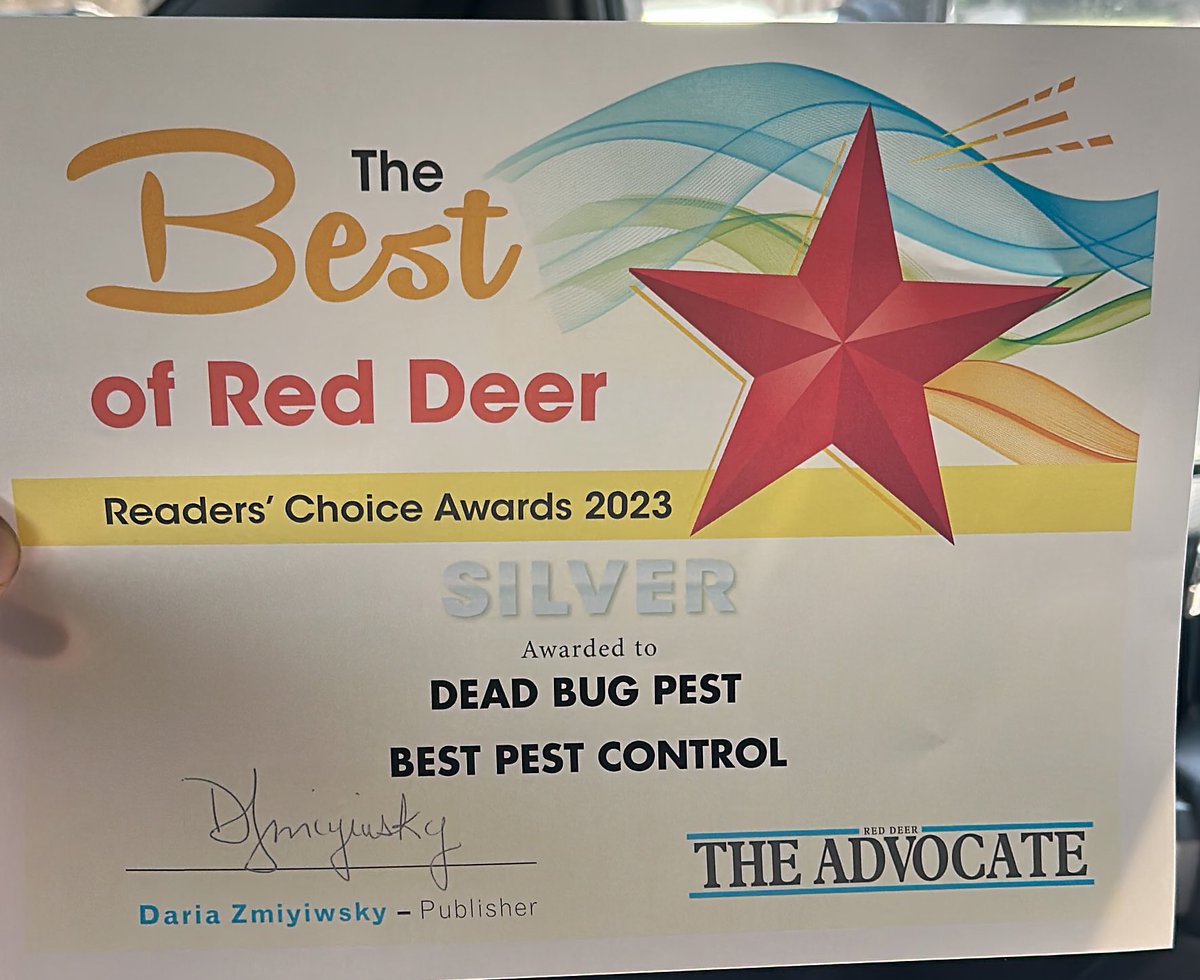 The
Best
of Red Deer
Readers' Choice Awards 2023
SILVER
Awarded to
DEAD BUG PEST
BEST PEST CONTROL
DZmiyiwsky
Daria Zmiyiwsky – Publisher
RED DEER
THE ADVOCATE